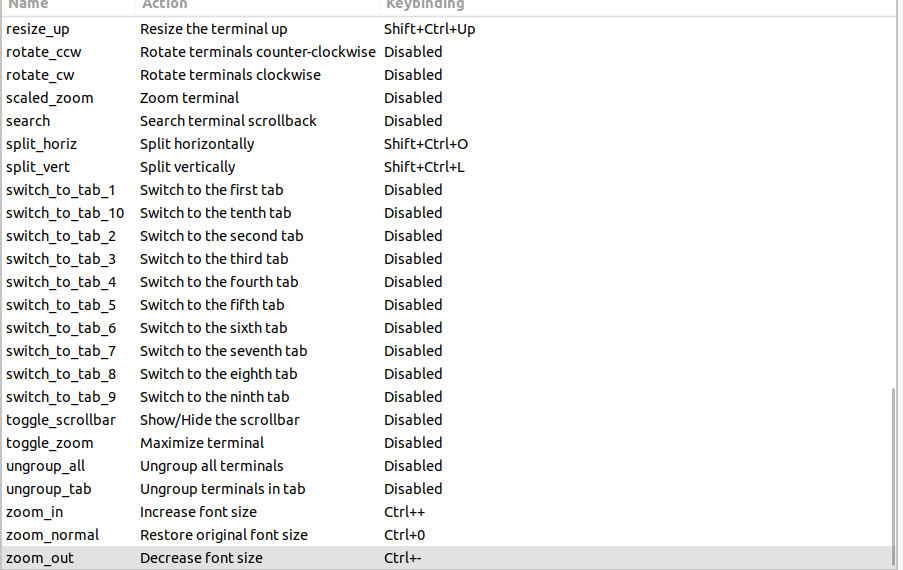 Name Action Keybinding
resize_up Resize the terminal up Shift+Ctrl+Up
rotate_ccw Rotate terminals counter-clockwise Disabled
rotate_cw Rotate terminals clockwise Disabled
scaled_zoom Zoom terminal Disabled
search Search terminal scrollback Disabled
split_horiz Split horizontally Shift+Ctrl+O
split_vert Split vertically Shift+Ctrl+L
switch_to_tab_1 Switch to the first tab Disabled
switch_to_tab_10 Switch to the tenth tab Disabled
switch_to_tab_2 Switch to the second tab Disabled
switch_to_tab_3 Switch to the third tab Disabled
switch_to_tab_4 Switch to the fourth tab Disabled
switch_to_tab_5 Switch to the fifth tab Disabled
switch_to_tab_6 Switch to the sixth tab Disabled
switch_to_tab_7 Switch to the seventh tab Disabled
switch_to_tab_8 Switch to the eighth tab Disabled
switch_to_tab_9 Switch to the ninth tab Disabled
toggle_scrollbar Show/Hide the scrollbar Disabled
toggle_zoom Maximize terminal Disabled
ungroup_all Ungroup all terminals Disabled
ungroup_tab Ungroup terminals in tab Disabled
zoom_in Increase font size Ctrl++
zoom_normal Restore original font size Ctrl+0
zoom_out Decrease font size Ctrl+-